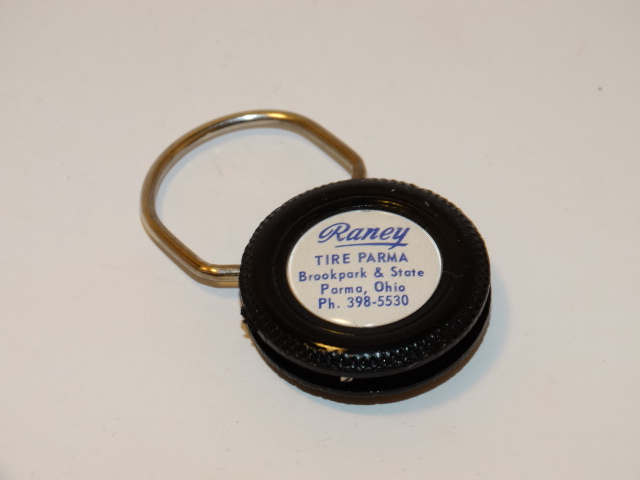 Raney
TIRE PARMA
Brookpark & State
Parma, Ohio
Ph. 398-5530